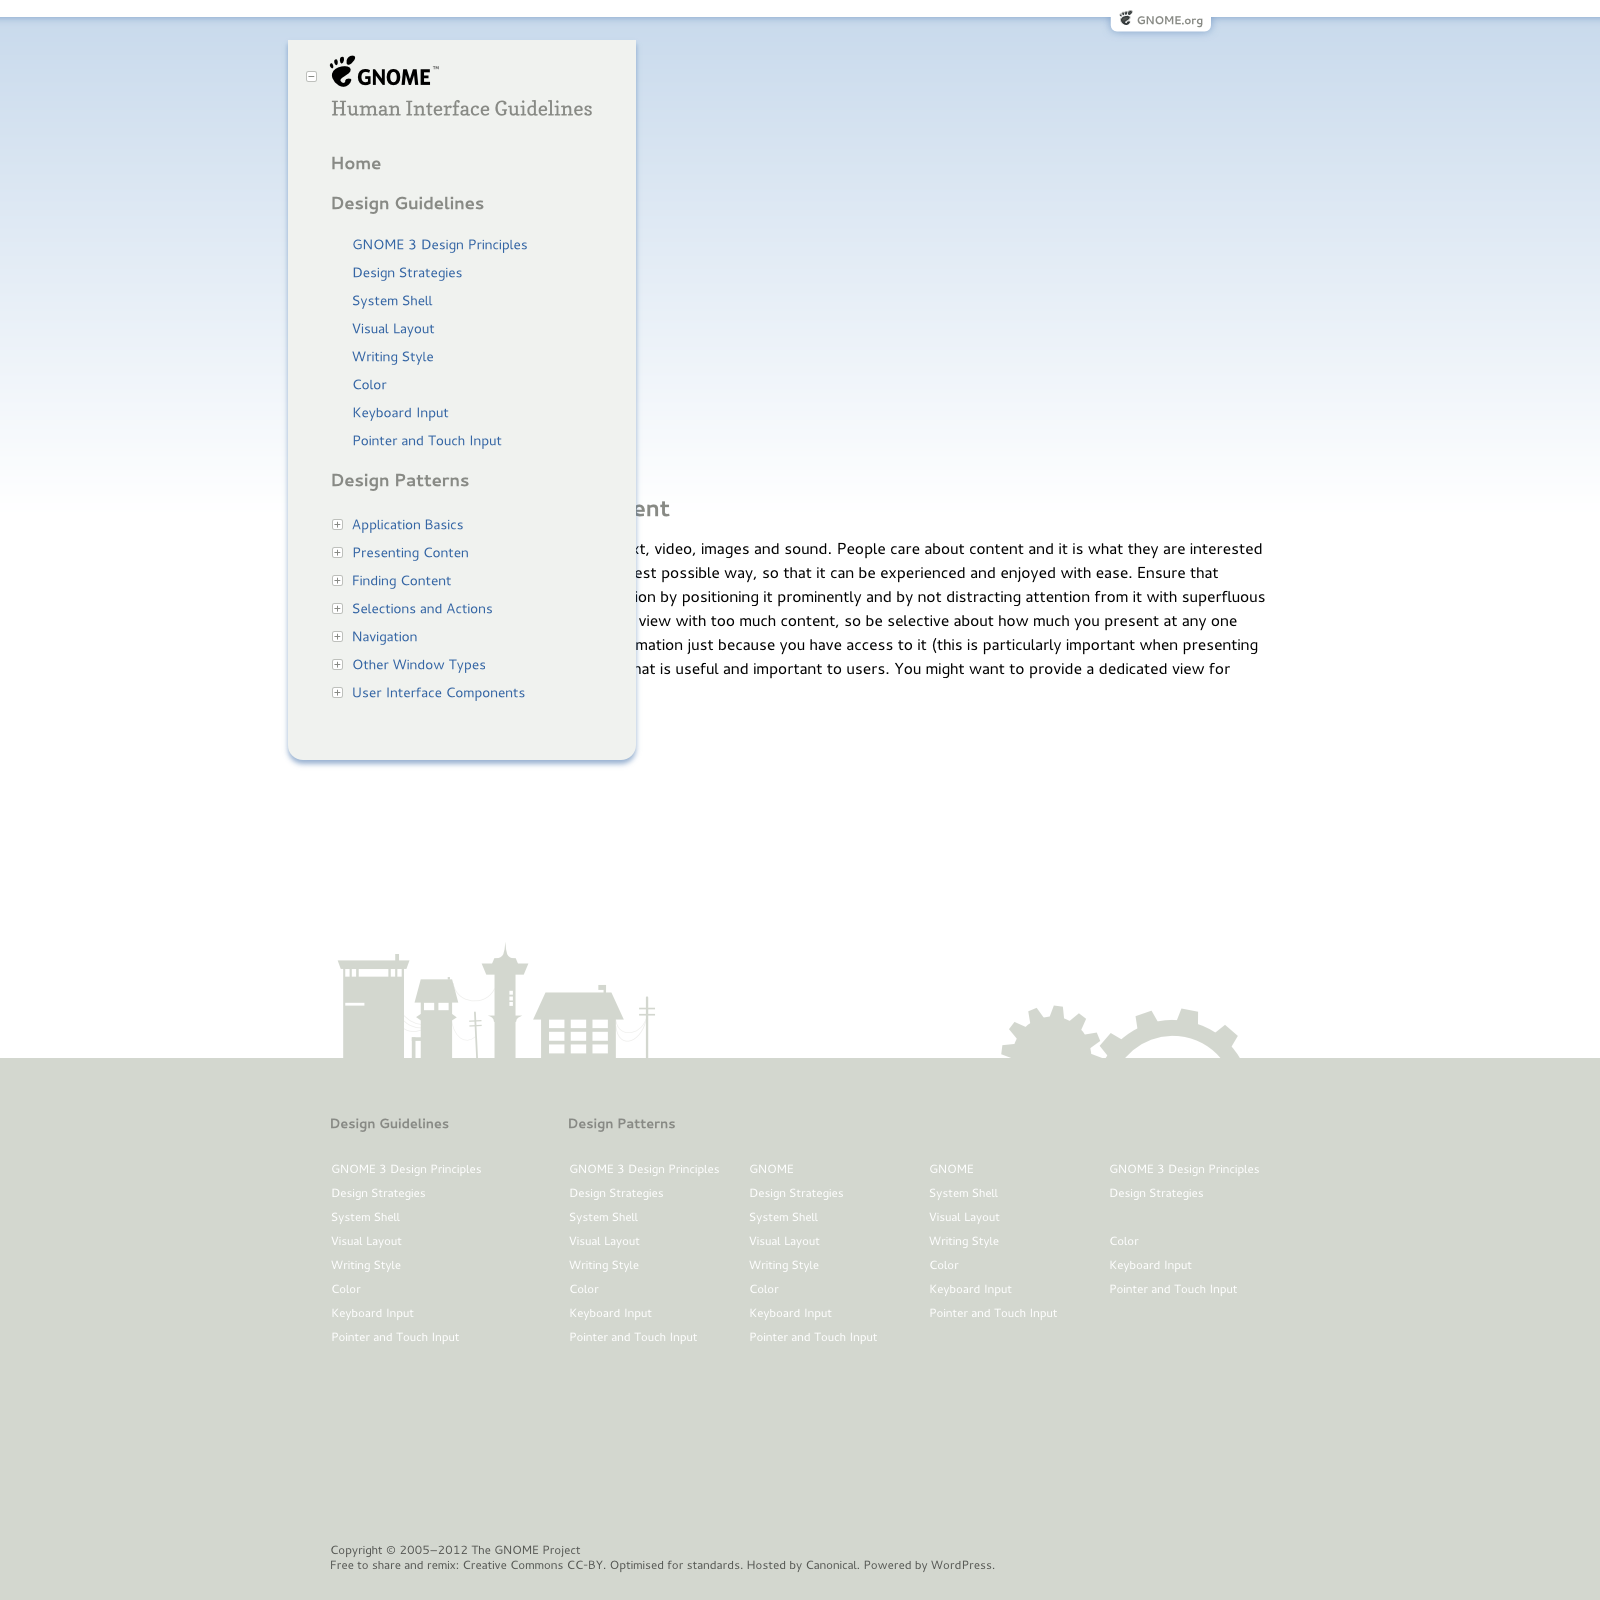 GNOME.org
GNOME™
Human Interface Guidelines
Home
Design Guidelines
GNOME 3 Design Principles
Design Strategies
System Shell
Visual Layout
Writing Style
Color
Keyboard Input
Pointer and Touch Input
Design Patterns
Application Basics
Presenting Conten
Finding Content
Selections and Actions
Navigation
Other Window Types
User Interface Components
video, images and sound. People care about content and it is what they are interested
possible way, so that it can be experienced and enjoyed with ease. Ensure that
by positioning it prominently and by not distracting attention from it with superfluous
view with too much content, so be selective about how much you present at any one
just because you have access to it (this is particularly important when presenting
is useful and important to users. You might want to provide a dedicated view for
Design Guidelines
GNOME 3 Design Principles
Design Strategies
System Shell
Visual Layout
Writing Style
Color
Keyboard Input
Pointer and Touch Input
Design Patterns
GNOME 3 Design Principles
Design Strategies
System Shell
Visual Layout
Writing Style
Color
Keyboard Input
Pointer and Touch Input
GNOME
Design Strategies
System Shell
Visual Layout
Writing Style
Color
Keyboard Input
Pointer and Touch Input
GNOME
System Shell
Visual Layout
Writing Style
Color
Keyboard Input
Pointer and Touch Input
GNOME 3 Design Principles
Design Strategies
Color
Keyboard Input
Pointer and Touch Input
Copyright © 2005–2012 The GNOME Project
Free to share and remix: Creative Commons CC-BY. Optimised for standards. Hosted by Canonical. Powered by WordPress.